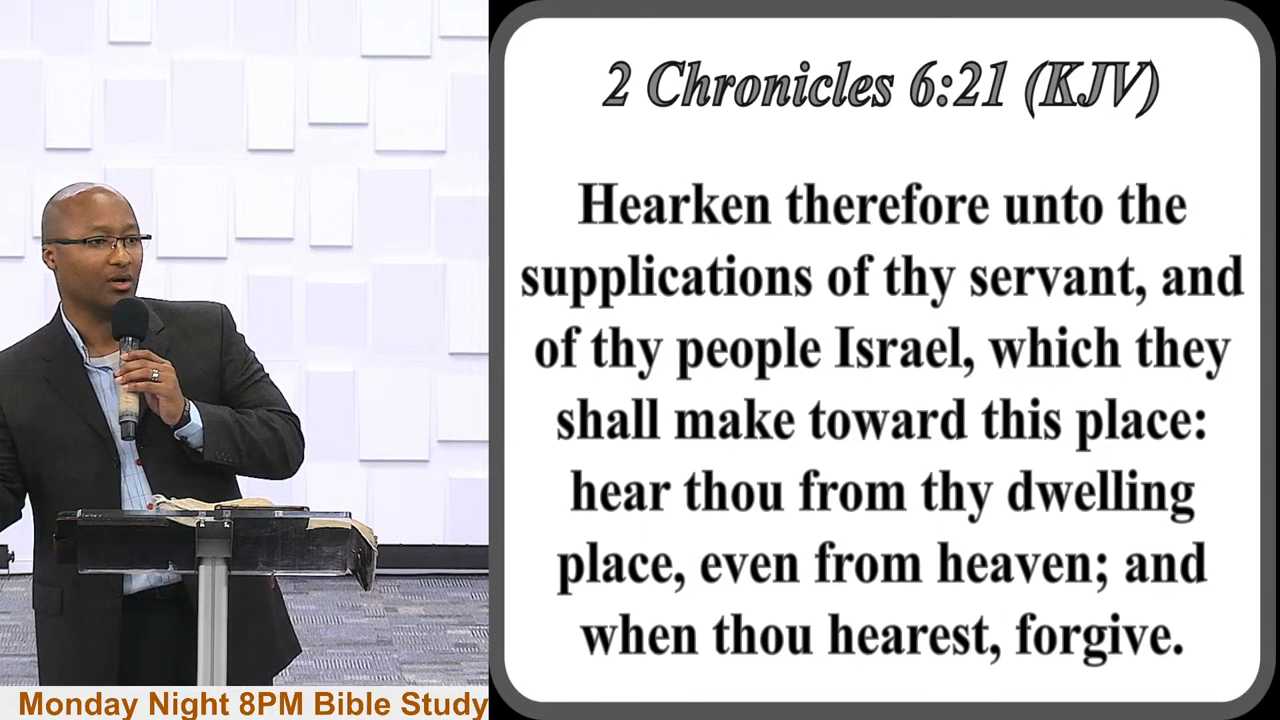 2 Chronicles 6:21 (KJV)
Hearken therefore unto the
supplications of thy servant, and
of thy people Israel, which they
shall make toward this place:
hear thou from thy dwelling
place, even from heaven; and
when thou hearest, forgive.
Monday Night 8PM Bible Study